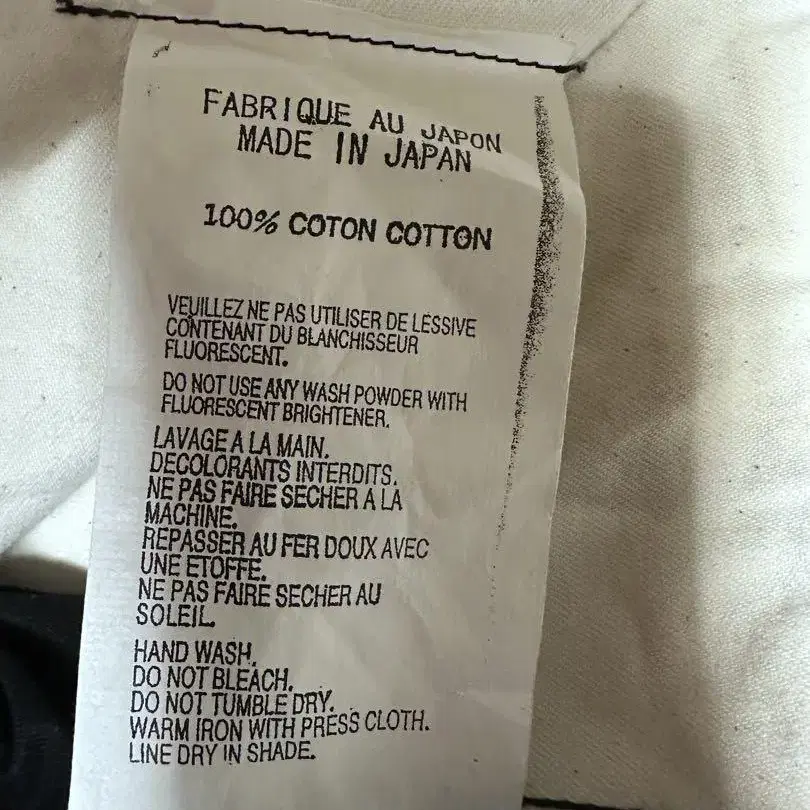 FABRIQUE AU JAPON
MADE IN JAPAN
100% COTON COTTON
VEUILLEZ NE PAS UTILISER DE LESSIVE
CONTENANT DU BLANCHISSEUR
FLUORESCENT.
DO NOT USE ANY WASH POWDER WITH
FLUORESCENT BRIGHTENER.
LAVAGE A LA MAIN.
DECOLORANTS INTERDITS.
NE PAS FAIRE SECHER A LA
MACHINE.
REPASSER AU FER DOUX AVEC
UNE ETOFFE.
NE PAS FAIRE SECHER AU
SOLEIL.
HAND WASH.
DO NOT BLEACH.
DO NOT TUMBLE DRY.
WARM IRON WITH PRESS CLOTH.
LINE DRY IN SHADE.